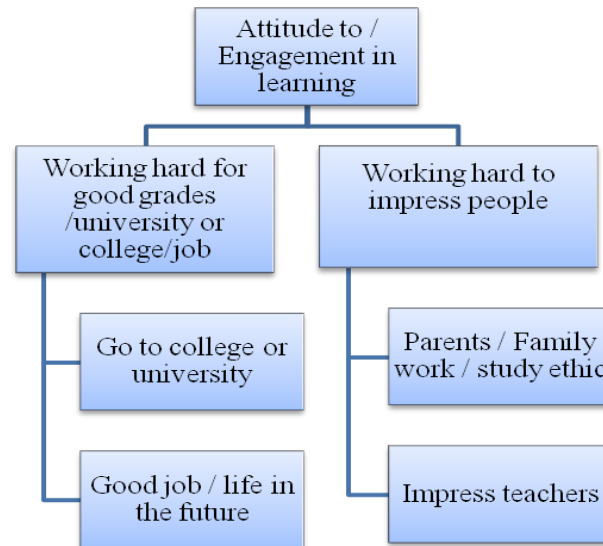 Attitude to /
Engagement in
learning
Working hard for
good grades
/university or
college/job
Working hard to
impress people
Go to college or
university
Parents / Family
work / study ethic
Good job / life in
the future
Impress teachers